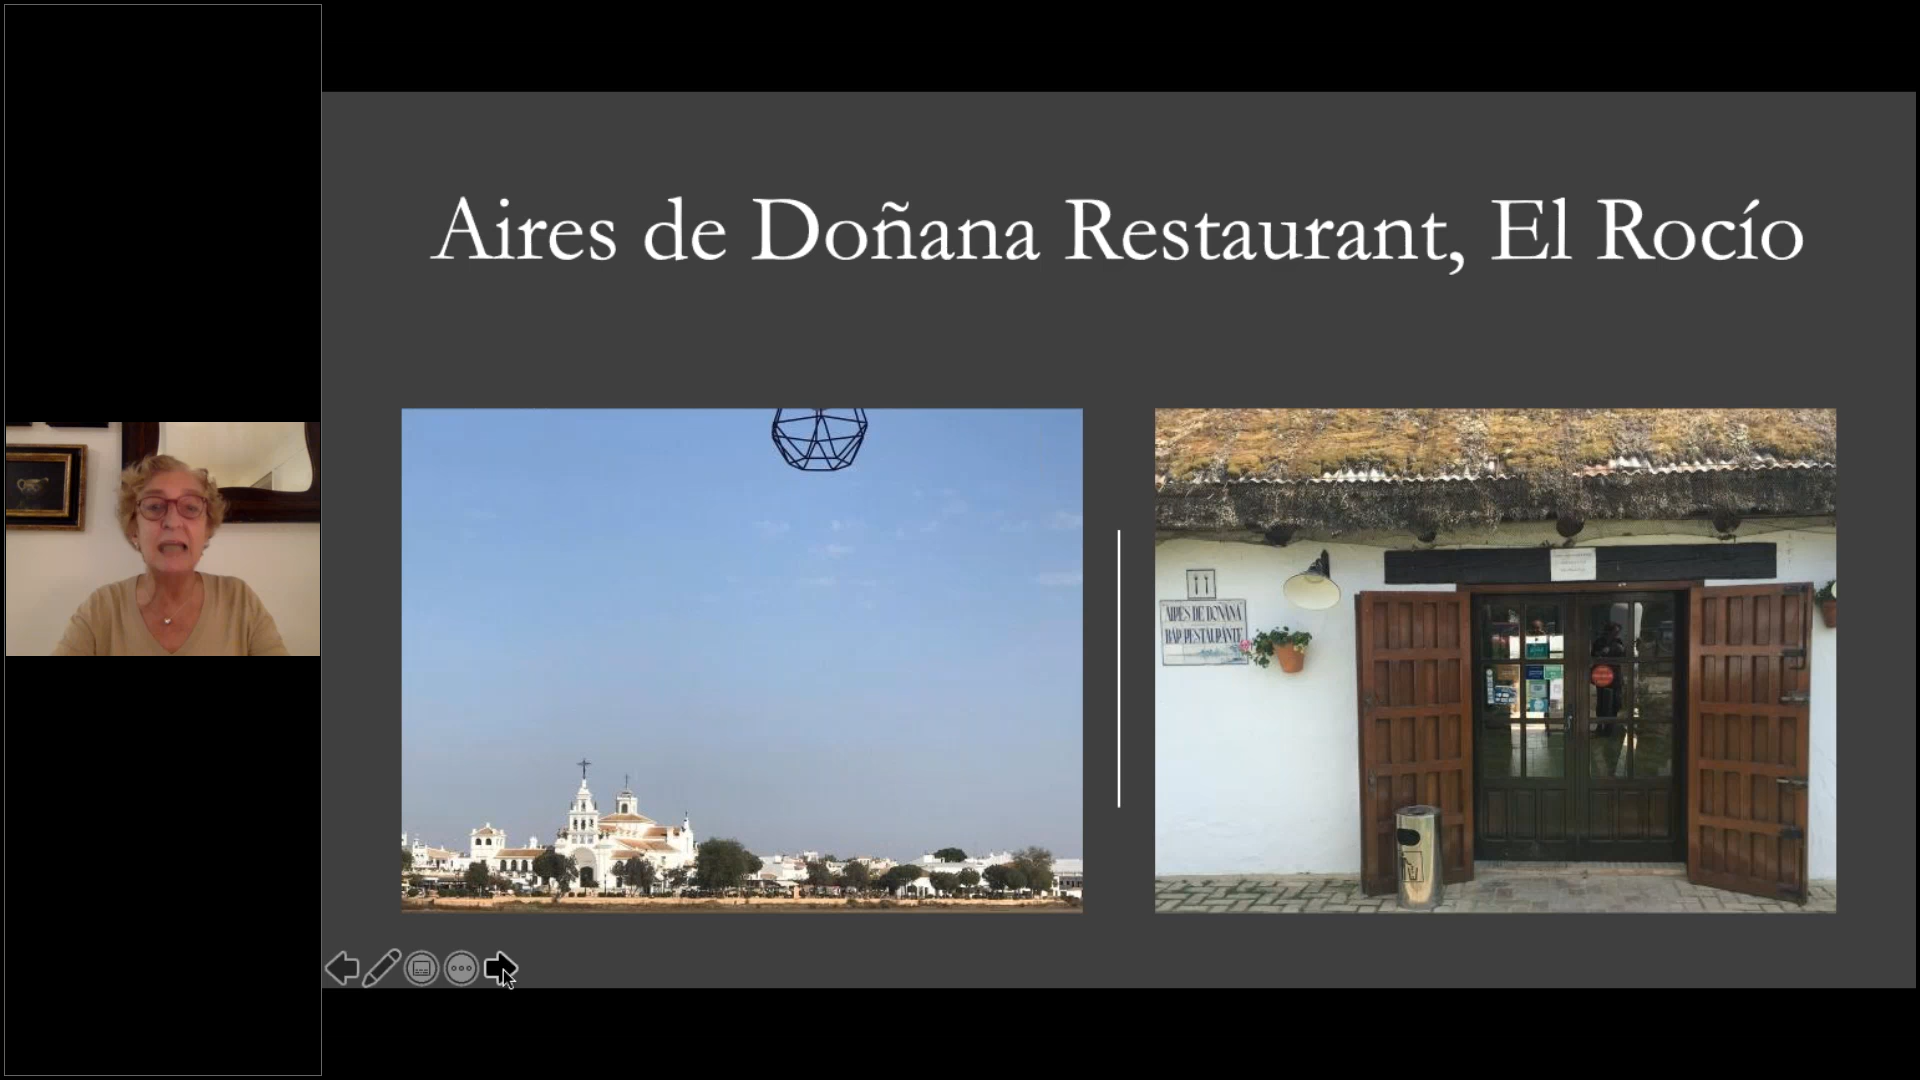 Aires de Doñana Restaurant, El Rocío
AIRES DE DOÑANA
BAR RESTAURANTE